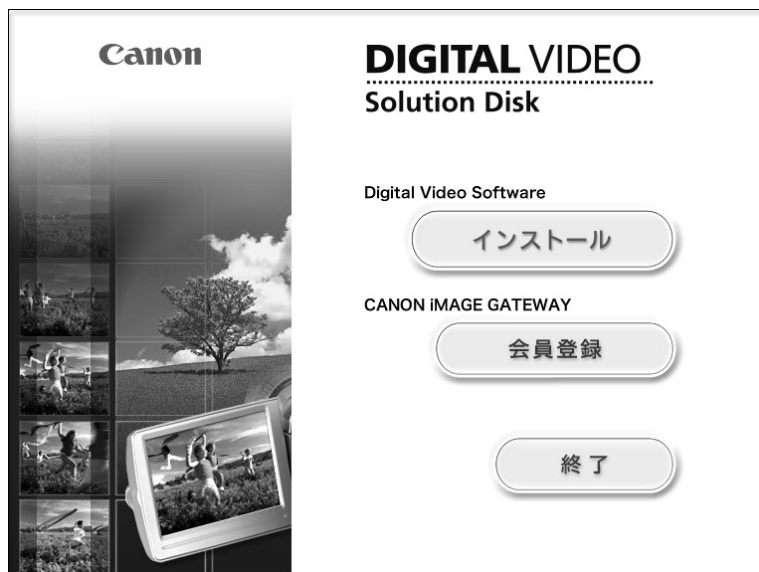 Canon
DIGITAL VIDEO
Solution Disk
Digital Video Software
インストール
CANON iMAGE GATEWAY
会員登録
終了